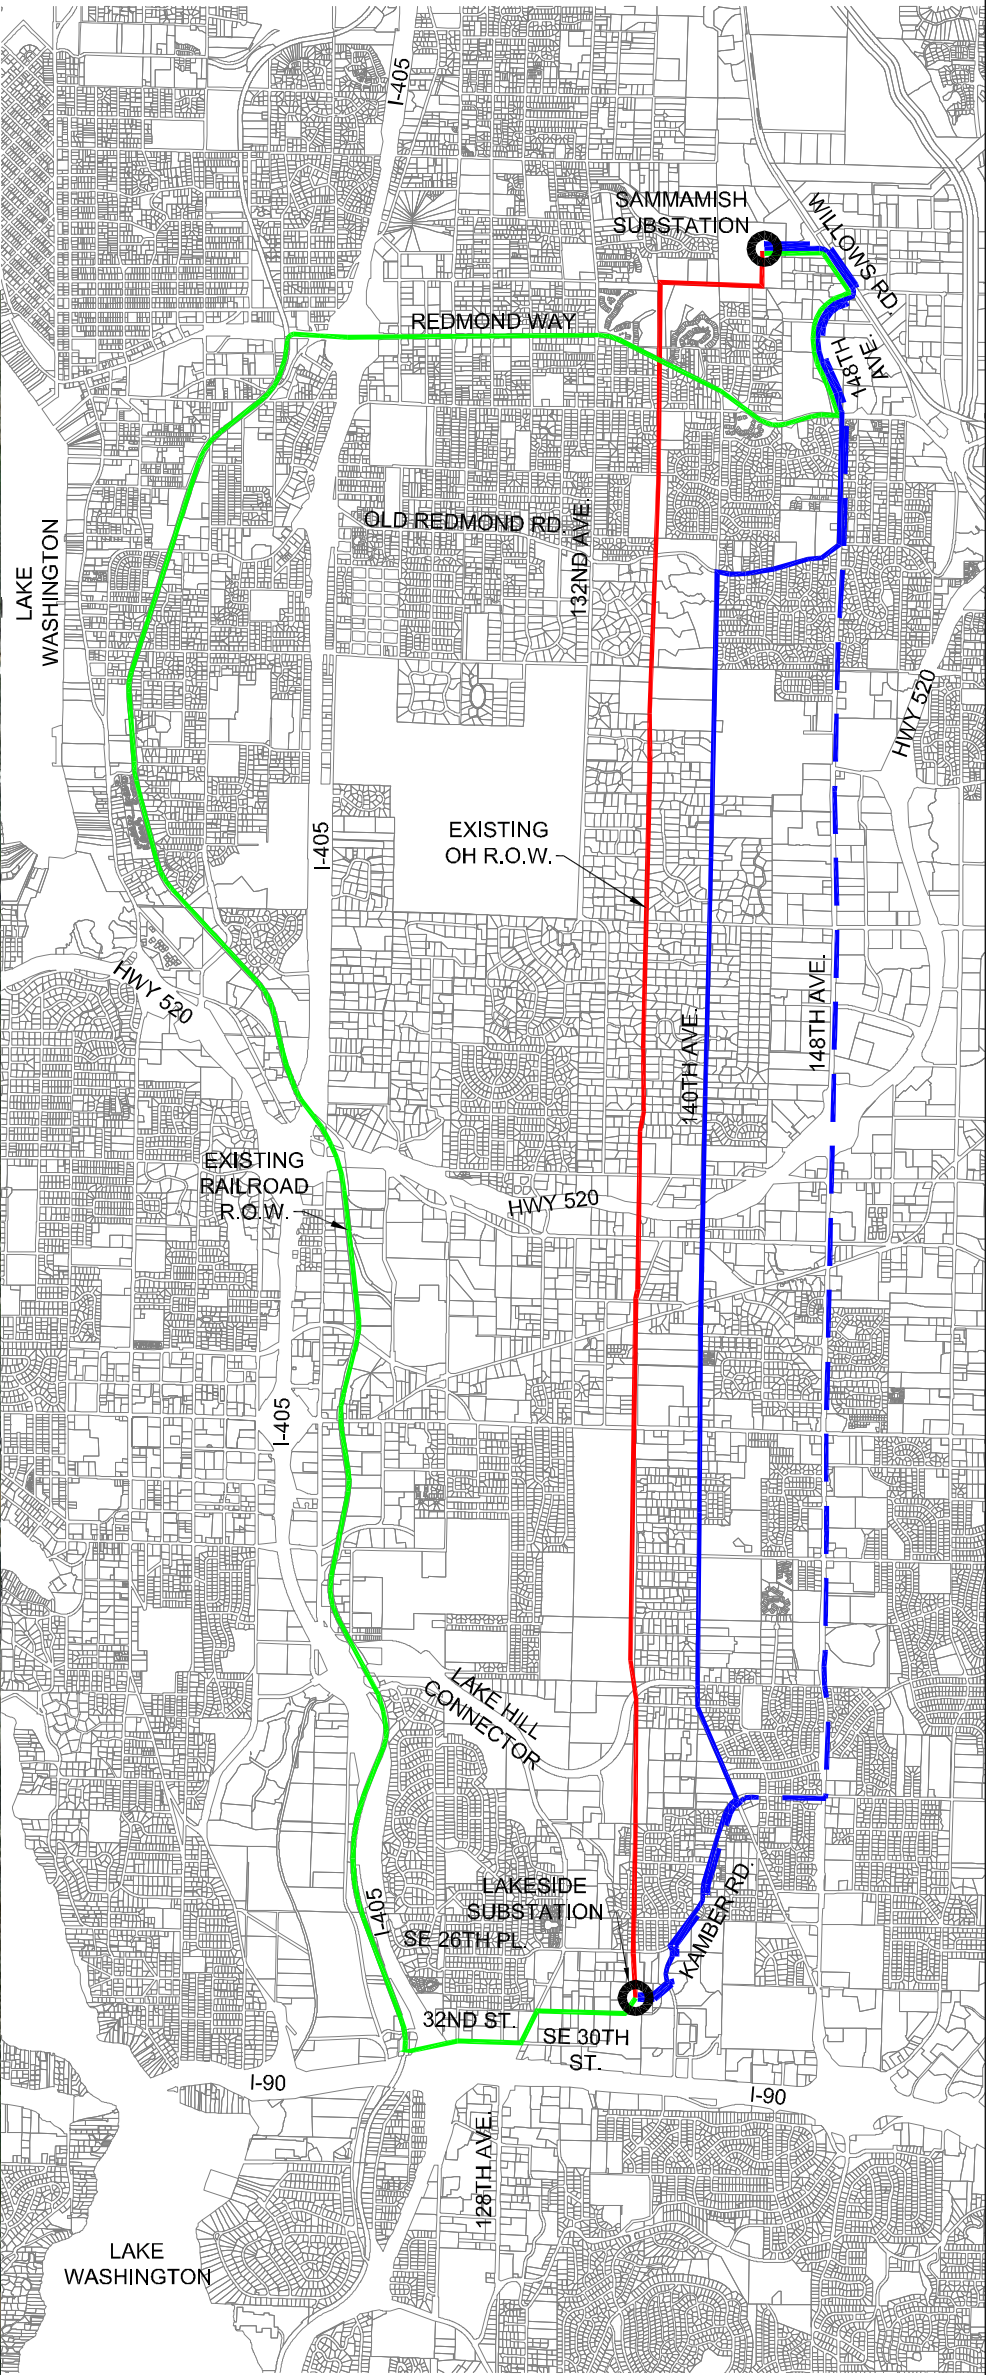 I-405
SAMMAMISH
SUBSTATION
WILLOWS RD.
REDMOND WAY
148TH
AVE.
OLD REDMOND RD.
132ND AVE.
LAKE
WASHINGTON
HWY 520
EXISTING
OH R.O.W.
I-405
HWY 520
148TH AVE.
140TH AVE.
EXISTING
RAILROAD
R.O.W.
HWY 520
I-405
LAKE HILL
CONNECTOR
LAKESIDE
SUBSTATION
KAMBER RD.
I-405
SE 26TH PL.
32ND ST.
SE 30TH
ST.
I-90
I-90
128TH AVE.
LAKE
WASHINGTON